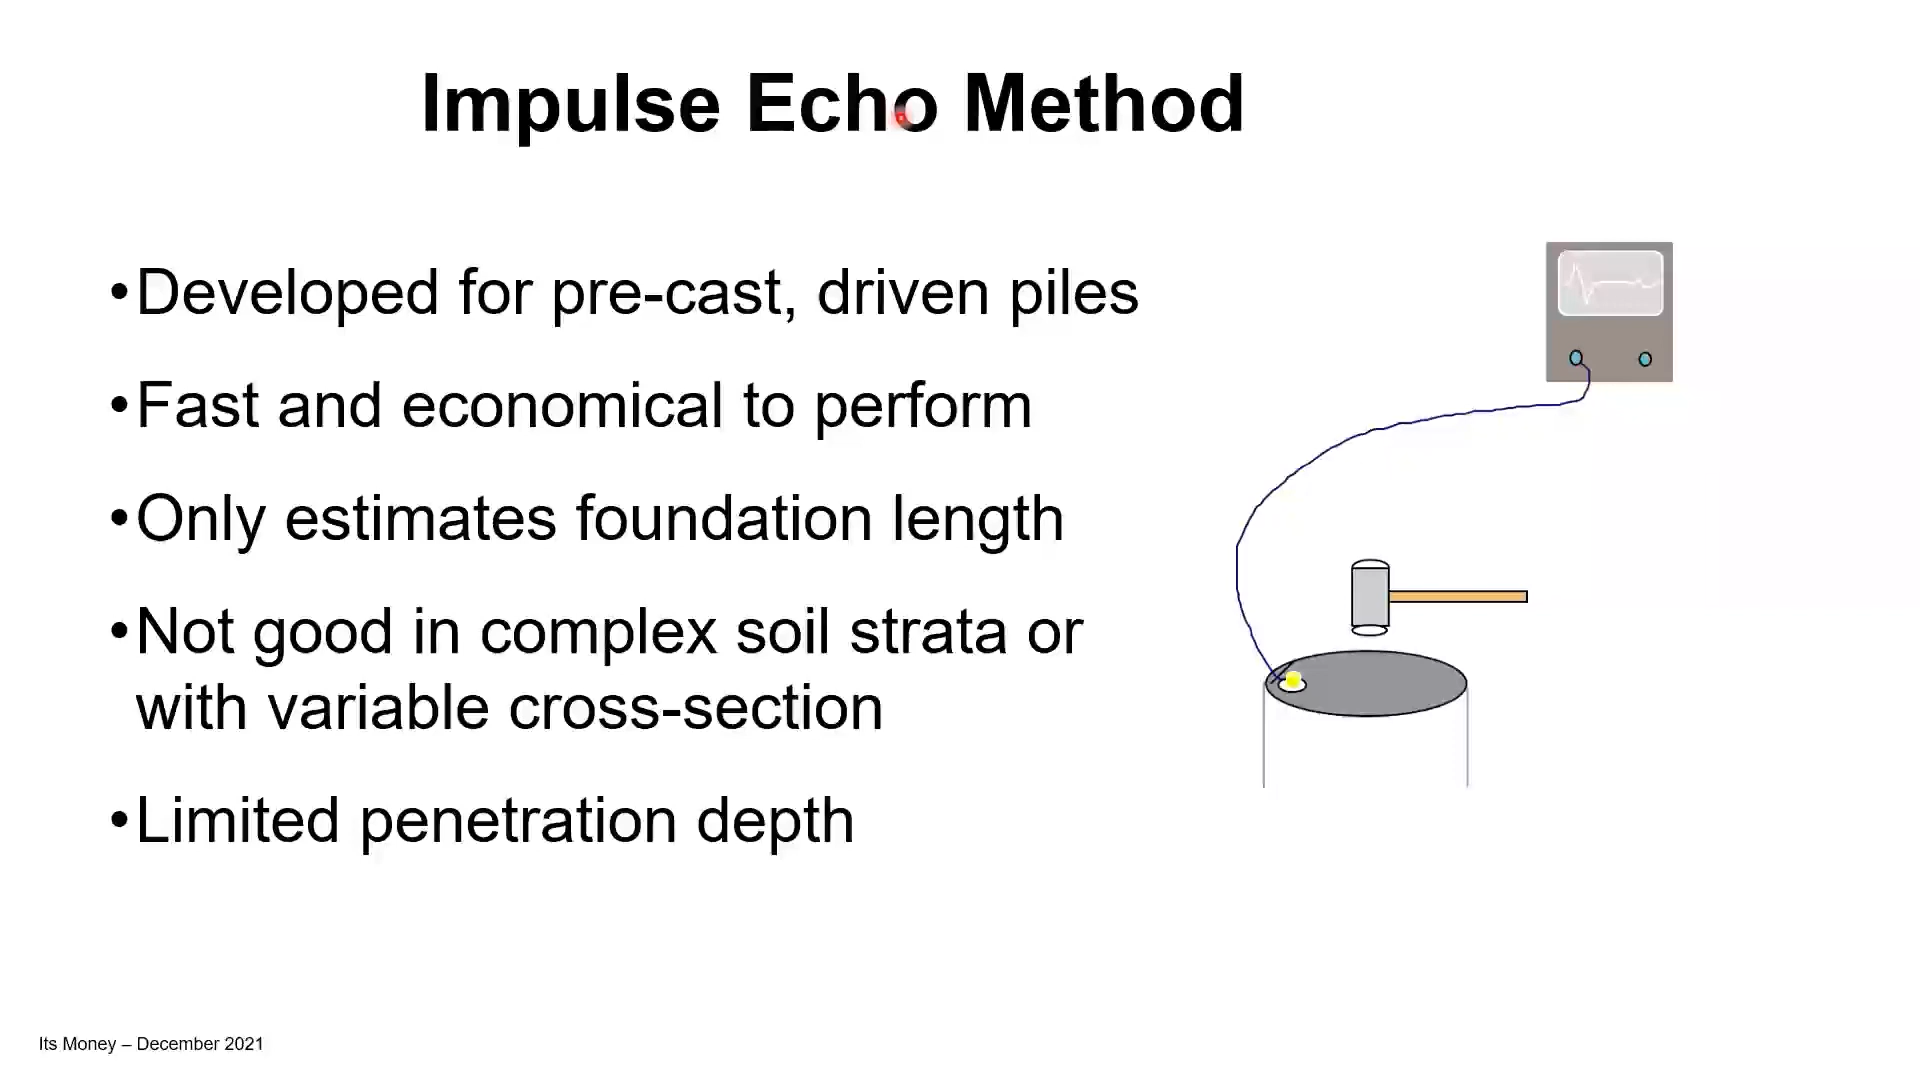 Impulse Echo Method
•Developed for pre-cast, driven piles
•Fast and economical to perform
•Only estimates foundation length
•Not good in complex soil strata or
with variable cross-section
•Limited penetration depth
Its Money – December 2021